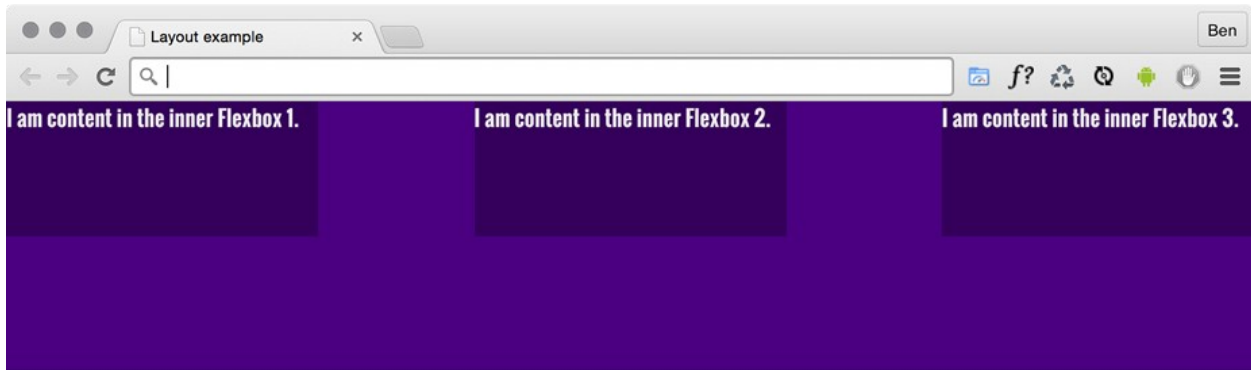 Layout example
Ben
f?
I am content in the inner Flexbox 1.
I am content in the inner Flexbox 2.
I am content in the inner Flexbox 3.